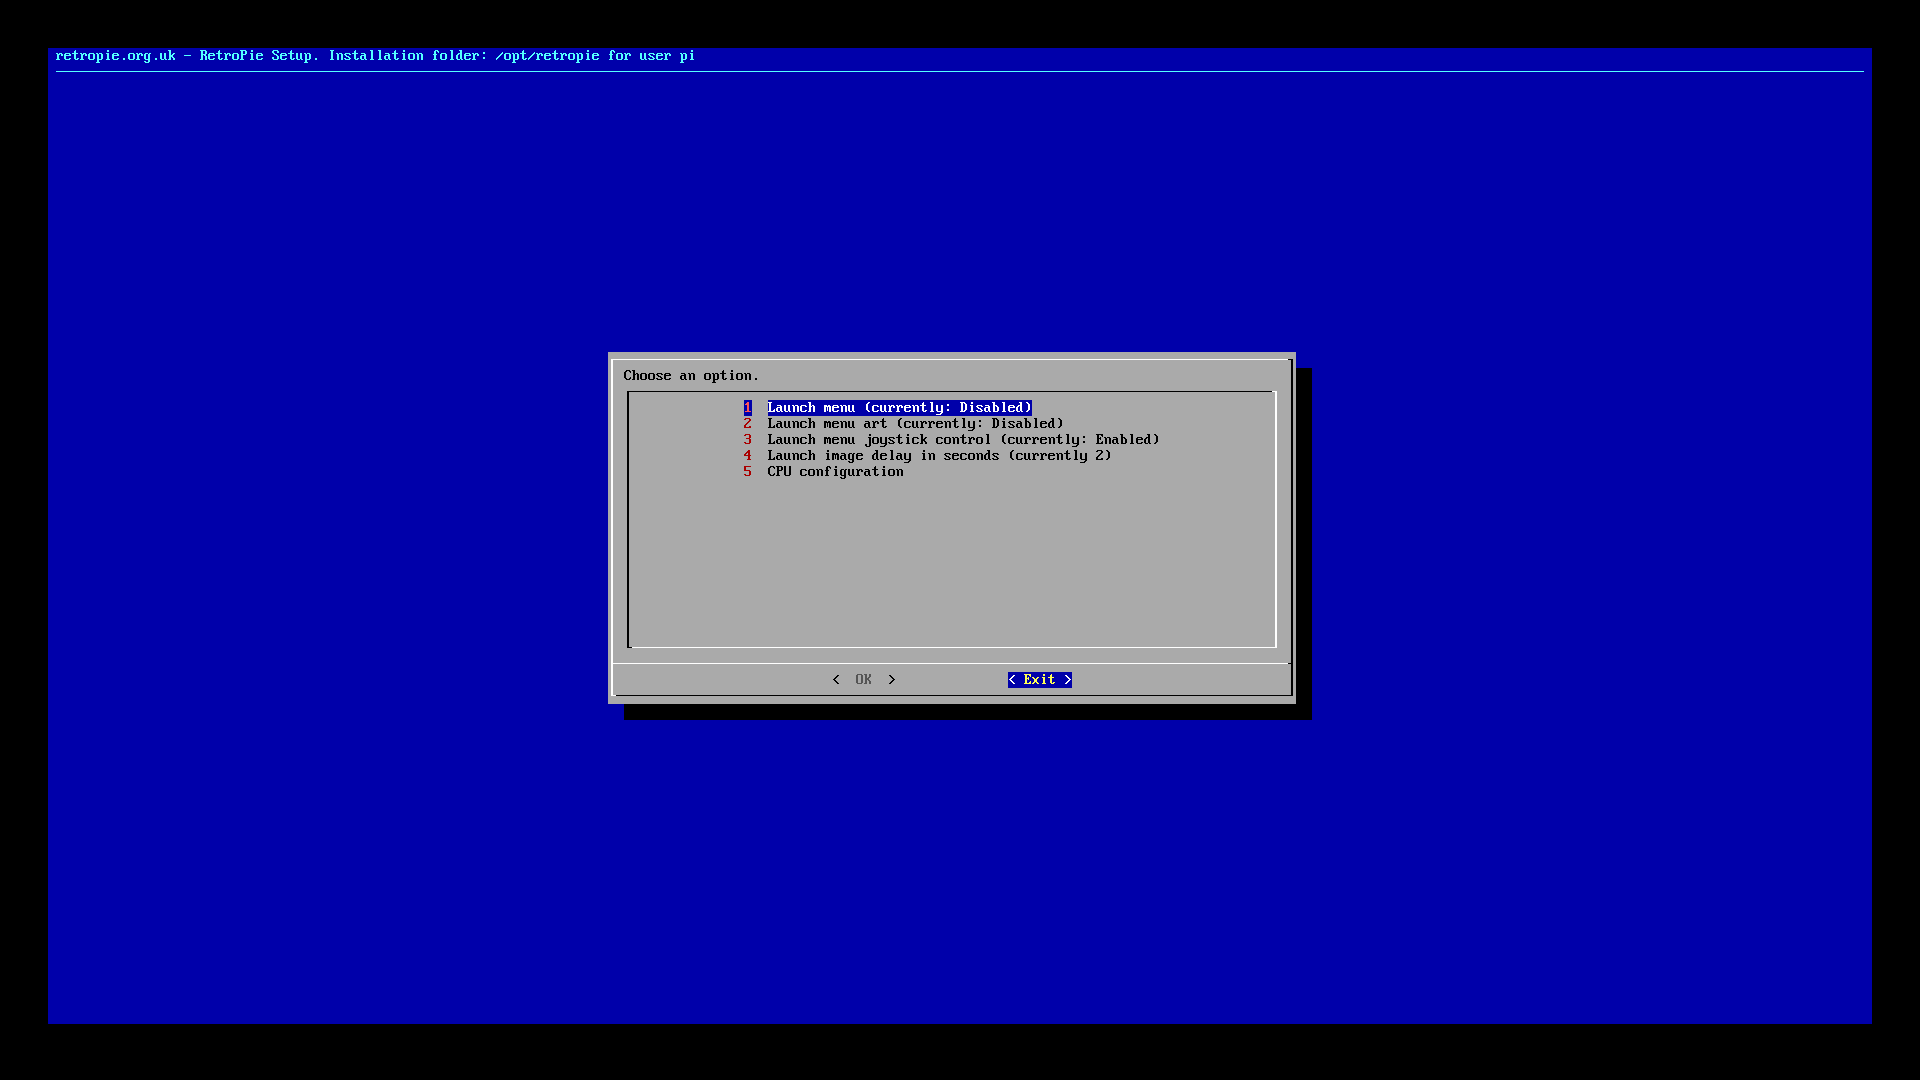 retropie.org.uk - RetroPie Setup. Installation folder: /opt/retropie for user pi
Choose an option.
1 Launch menu (currently: Disabled)
2 Launch menu art (currently: Disabled)
3 Launch menu joystick control (currently: Enabled)
4 Launch image delay in seconds (currently 2)
5 CPU configuration
< OK > < Exit >